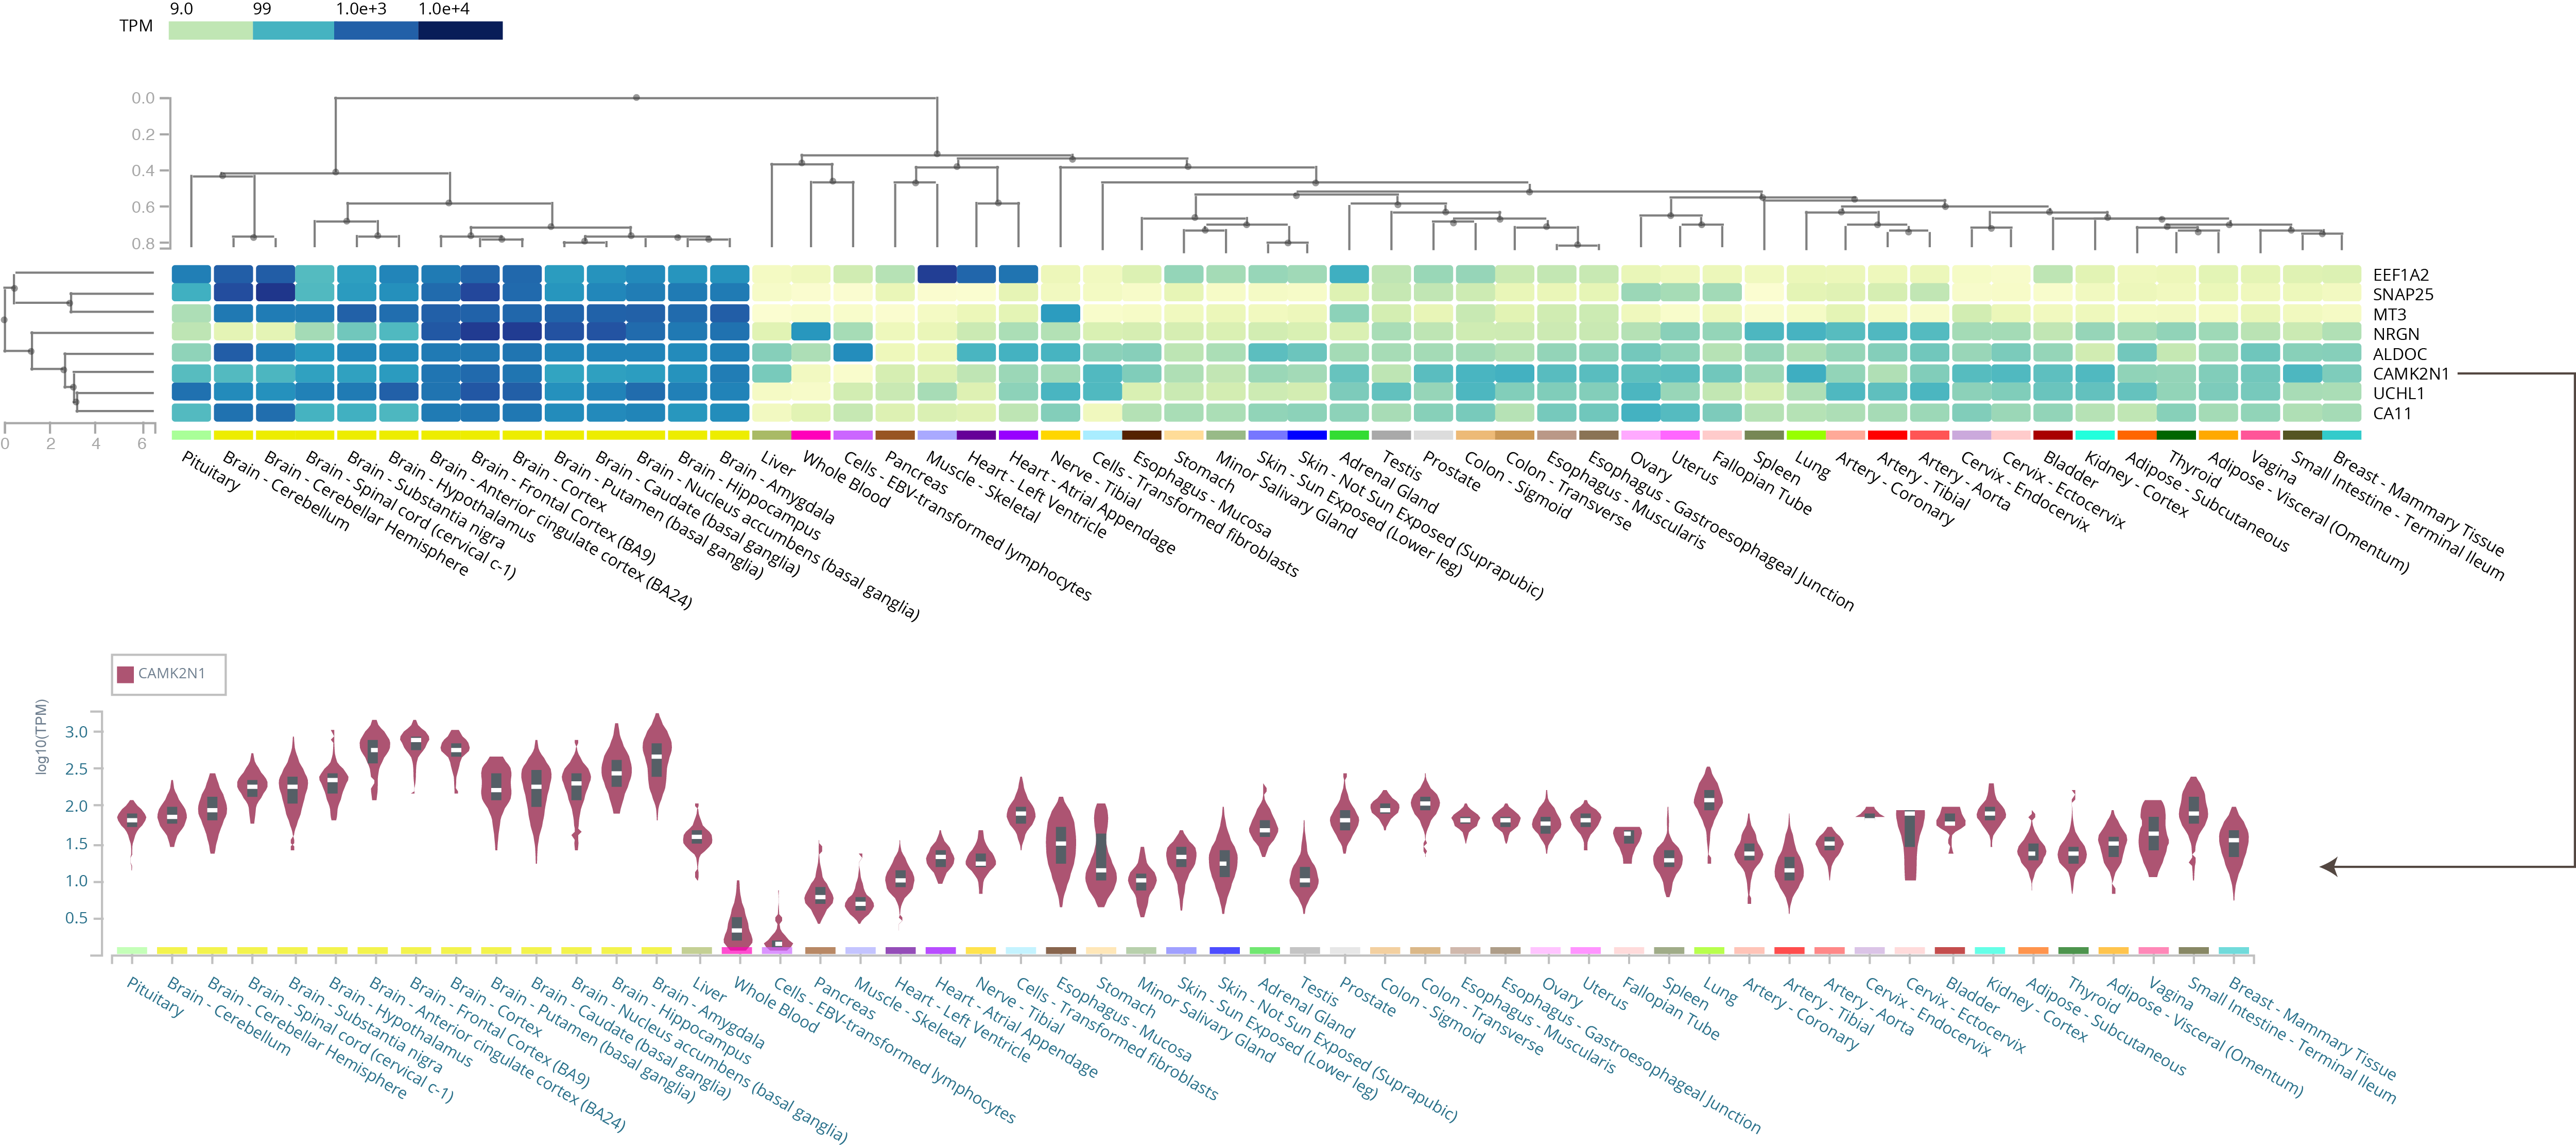 9.0 99 1.0e+3 1.0e+4
TPM
0.0
0.2
0.4
0.6
0.8
EEF1A2
SNAP25
MT3
NRGN
ALDOC
CAMK2N1
UCHL1
CA11
0 2 4 6
Pituitary
Brain - Cerebellum
Brain - Cerebellar Hemisphere
Brain - Spinal cord (cervical c-1)
Brain - Substantia nigra
Brain - Hypothalamus
Brain - Anterior cingulate cortex (BA24)
Brain - Frontal Cortex (BA9)
Brain - Cortex
Brain - Putamen (basal ganglia)
Brain - Caudate (basal ganglia)
Brain - Nucleus accumbens (basal ganglia)
Brain - Hippocampus
Brain - Amygdala
Liver
Whole Blood
Cells - EBV-transformed lymphocytes
Pancreas
Muscle - Skeletal
Heart - Left Ventricle
Heart - Atrial Appendage
Nerve - Tibial
Cells - Transformed fibroblasts
Esophagus - Mucosa
Stomach
Minor Salivary Gland
Skin - Sun Exposed (Lower leg)
Skin - Not Sun Exposed (Suprapubic)
Adrenal Gland
Testis
Prostate
Colon - Sigmoid
Colon - Transverse
Esophagus - Muscularis
Esophagus - Gastroesophageal Junction
Ovary
Uterus
Fallopian Tube
Spleen
Lung
Artery - Coronary
Artery - Tibial
Artery - Aorta
Cervix - Endocervix
Cervix - Ectocervix
Bladder
Kidney - Cortex
Adipose - Subcutaneous
Thyroid
Adipose - Visceral (Omentum)
Vagina
Small Intestine - Terminal Ileum
Breast - Mammary Tissue
CAMK2N1
log10(TPM)
3.0
2.5
2.0
1.5
1.0
0.5
Pituitary
Brain - Cerebellum
Brain - Cerebellar Hemisphere
Brain - Spinal cord (cervical c-1)
Brain - Substantia nigra
Brain - Hypothalamus
Brain - Anterior cingulate cortex (BA24)
Brain - Frontal Cortex (BA9)
Brain - Cortex
Brain - Putamen (basal ganglia)
Brain - Caudate (basal ganglia)
Brain - Nucleus accumbens (basal ganglia)
Brain - Hippocampus
Brain - Amygdala
Liver
Whole Blood
Cells - EBV-transformed lymphocytes
Pancreas
Muscle - Skeletal
Heart - Left Ventricle
Heart - Atrial Appendage
Nerve - Tibial
Cells - Transformed fibroblasts
Esophagus - Mucosa
Stomach
Minor Salivary Gland
Skin - Sun Exposed (Lower leg)
Skin - Not Sun Exposed (Suprapubic)
Adrenal Gland
Testis
Prostate
Colon - Sigmoid
Colon - Transverse
Esophagus - Muscularis
Esophagus - Gastroesophageal Junction
Ovary
Uterus
Fallopian Tube
Spleen
Lung
Artery - Coronary
Artery - Tibial
Artery - Aorta
Cervix - Endocervix
Cervix - Ectocervix
Bladder
Kidney - Cortex
Adipose - Subcutaneous
Thyroid
Adipose - Visceral (Omentum)
Vagina
Small Intestine - Terminal Ileum
Breast - Mammary Tissue